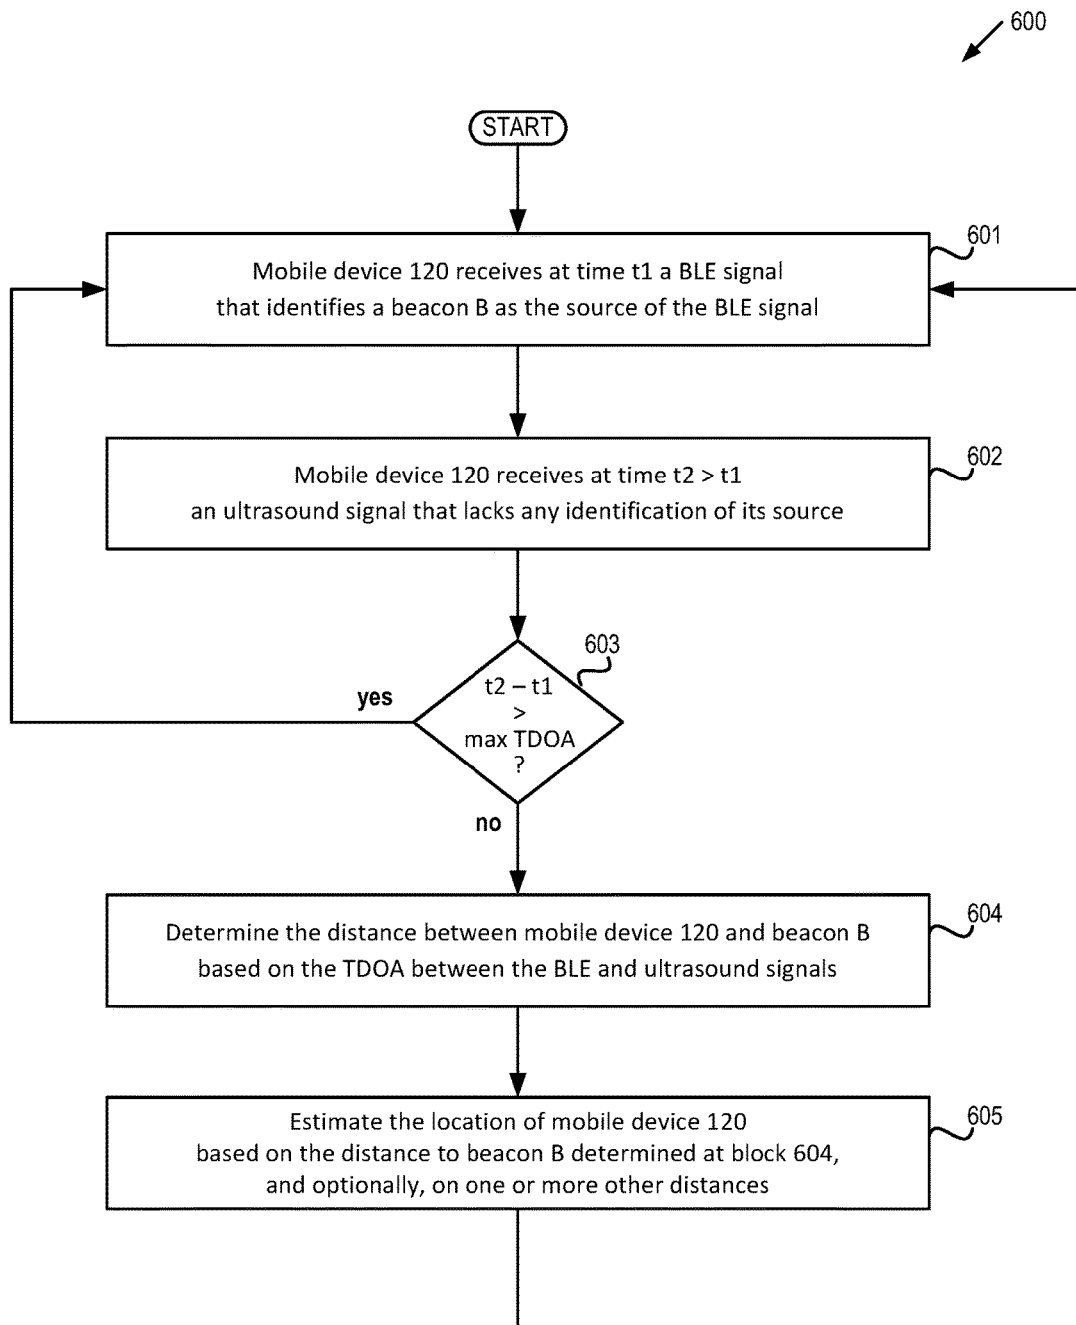 600
START
601
Mobile device 120 receives at time t1 a BLE signal
that identifies a beacon B as the source of the BLE signal
602
Mobile device 120 receives at time t2 > t1
an ultrasound signal that lacks any identification of its source
603
yes
t2 – t1
>
max TDOA
?
no
604
Determine the distance between mobile device 120 and beacon B
based on the TDOA between the BLE and ultrasound signals
605
Estimate the location of mobile device 120
based on the distance to beacon B determined at block 604,
and optionally, on one or more other distances